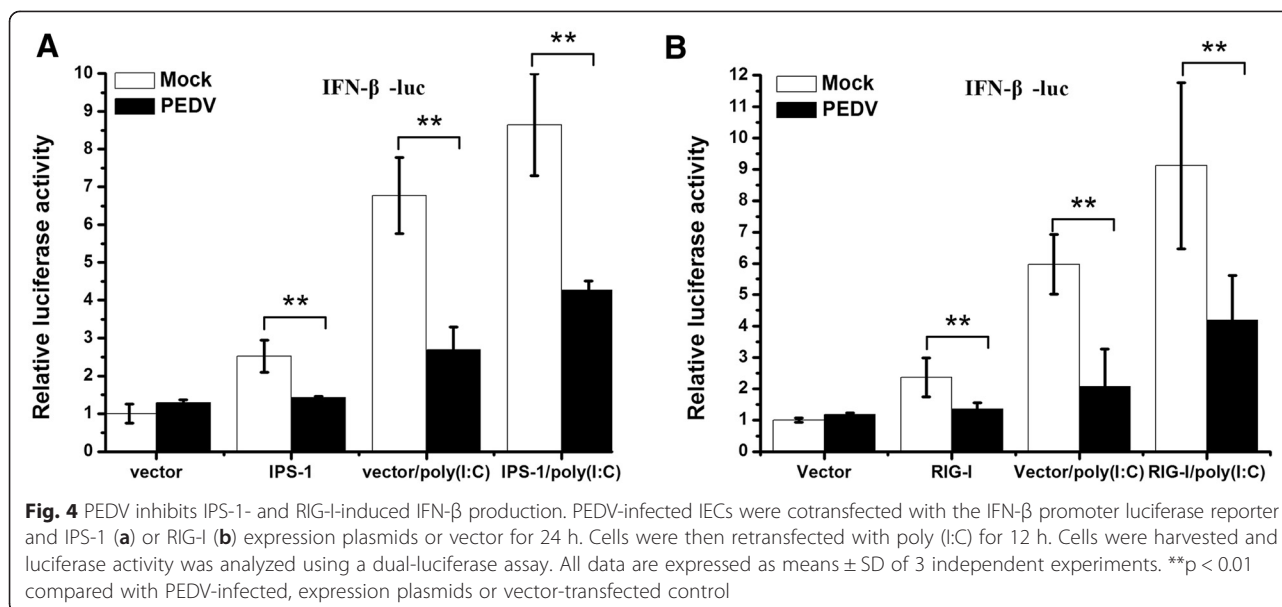 A
Mock
PEDV
IFN-β -luc
**
**
**
Relative luciferase activity
10
9
8
7
6
5
4
3
2
1
0
vector
IPS-1
vector/poly(I:C)
IPS-1/poly(I:C)
B
Mock
PEDV
IFN-β -luc
**
**
**
Relative luciferase activity
12
11
10
9
8
7
6
5
4
3
2
1
0
Vector
RIG-I
Vector/poly(I:C)
RIG-I/poly(I:C)
Fig. 4 PEDV inhibits IPS-1- and RIG-I-induced IFN-β production. PEDV-infected IECs were cotransfected with the IFN-β promoter luciferase reporter
and IPS-1 (a) or RIG-I (b) expression plasmids or vector for 24 h. Cells were then retransfected with poly (I:C) for 12 h. Cells were harvested and
luciferase activity was analyzed using a dual-luciferase assay. All data are expressed as means ± SD of 3 independent experiments. **p < 0.01
compared with PEDV-infected, expression plasmids or vector-transfected control